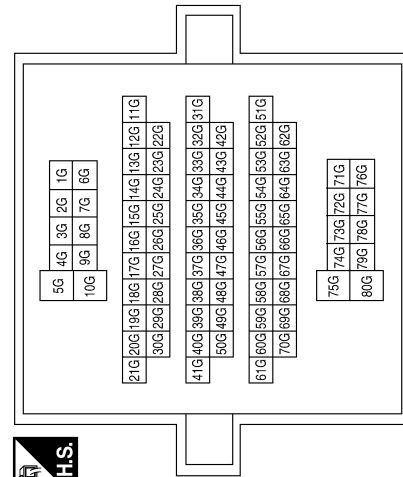 5G 4G 3G 2G 1G
10G 9G 8G 7G 6G
21G 20G 19G 18G 17G 16G 15G 14G 13G 12G 11G
30G 29G 28G 27G 26G 25G 24G 23G 22G
41G 40G 39G 38G 37G 36G 35G 34G 33G 32G 31G
50G 49G 48G 47G 46G 45G 44G 43G 42G
61G 60G 59G 58G 57G 56G 55G 54G 53G 52G 51G
70G 69G 68G 67G 66G 65G 64G 63G 62G
75G 74G 73G 72G 71G
80G 79G 78G 77G 76G
H.S.